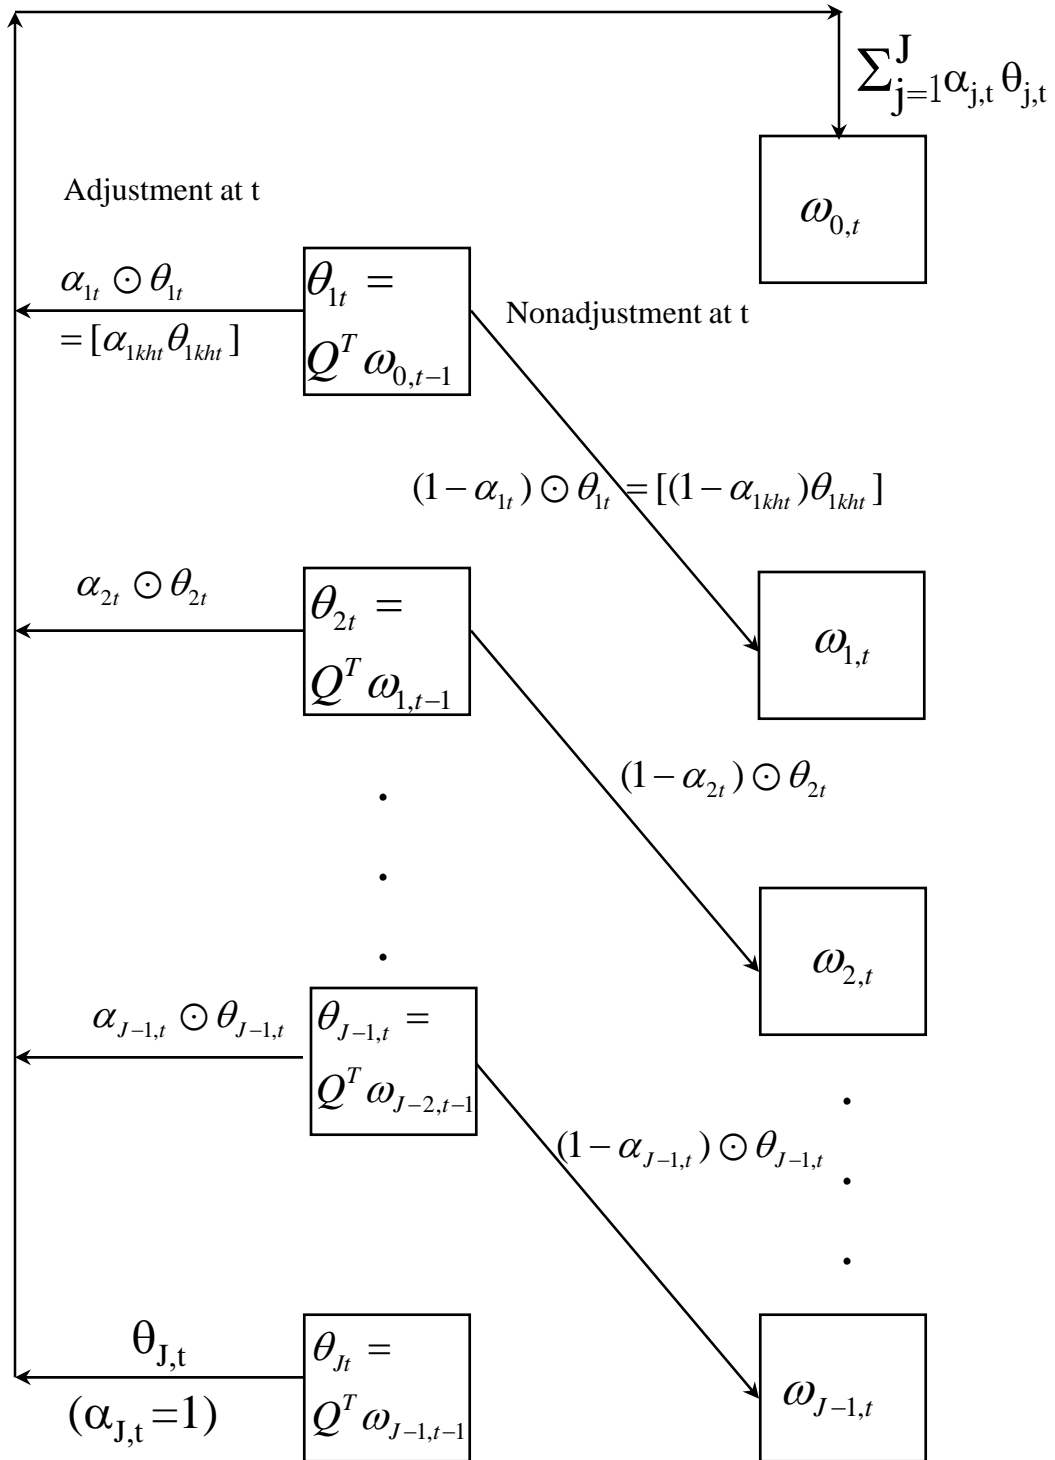 ∑_{j=1}^{J} α_{j,t} θ_{j,t}
ω_{0,t}
Adjustment at t
α_{1t} ⊙ θ_{1t}
= [α_{1kht} θ_{1kht}]
θ_{1t} =
Q^T ω_{0,t−1}
Nonadjustment at t
(1 − α_{1t}) ⊙ θ_{1t} = [(1 − α_{1kht})θ_{1kht}]
α_{2t} ⊙ θ_{2t}
θ_{2t} =
Q^T ω_{1,t−1}
ω_{1,t}
(1 − α_{2t}) ⊙ θ_{2t}
.
.
.
ω_{2,t}
α_{J−1,t} ⊙ θ_{J−1,t}
θ_{J−1,t} =
Q^T ω_{J−2,t−1}
(1 − α_{J−1,t}) ⊙ θ_{J−1,t}
.
.
.
θ_{J,t}
(α_{J,t}=1)
θ_{Jt} =
Q^T ω_{J−1,t−1}
ω_{J−1,t}